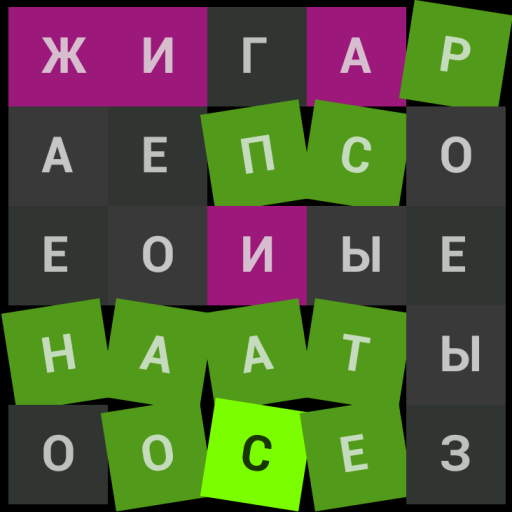 Ж И Г А Р
А Е П С О
Е О И Ы Е
Н А А Т Ы
О О С Е З